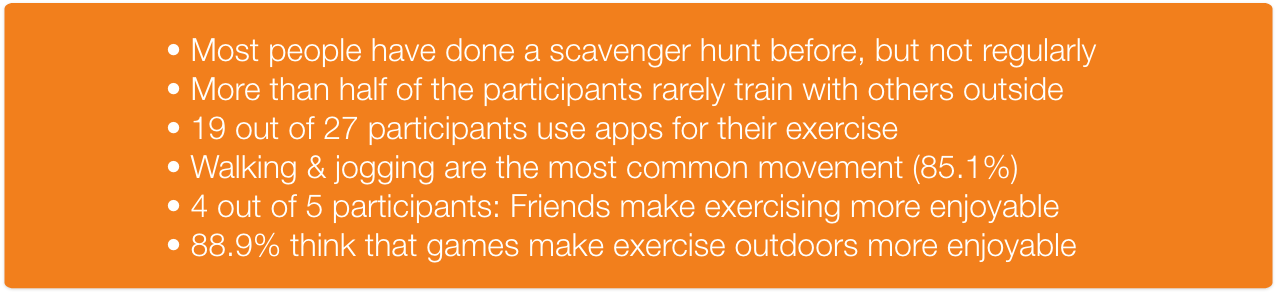 • Most people have done a scavenger hunt before, but not regularly
• More than half of the participants rarely train with others outside
• 19 out of 27 participants use apps for their exercise
• Walking & jogging are the most common movement (85.1%)
• 4 out of 5 participants: Friends make exercising more enjoyable
• 88.9% think that games make exercise outdoors more enjoyable